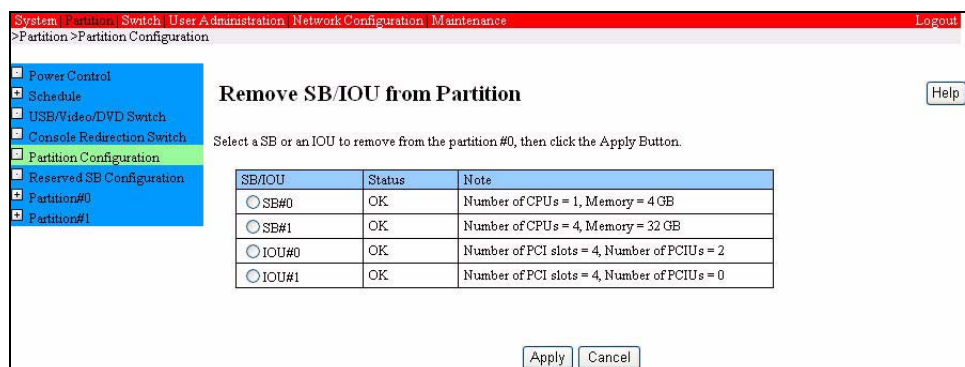 System | Partition | Switch | User Administration | Network Configuration | Maintenance Logout
>Partition >Partition Configuration
Power Control
Schedule
USB/Video/DVD Switch
Console Redirection Switch
Partition Configuration
Reserved SB Configuration
Partition#0
Partition#1
Remove SB/IOU from Partition
Help
Select a SB or an IOU to remove from the partition #0, then click the Apply Button.
SB/IOU Status Note
SB#0 OK Number of CPUs = 1, Memory = 4 GB
SB#1 OK Number of CPUs = 4, Memory = 32 GB
IOU#0 OK Number of PCI slots = 4, Number of PCIUs = 2
IOU#1 OK Number of PCI slots = 4, Number of PCIUs = 0
Apply Cancel